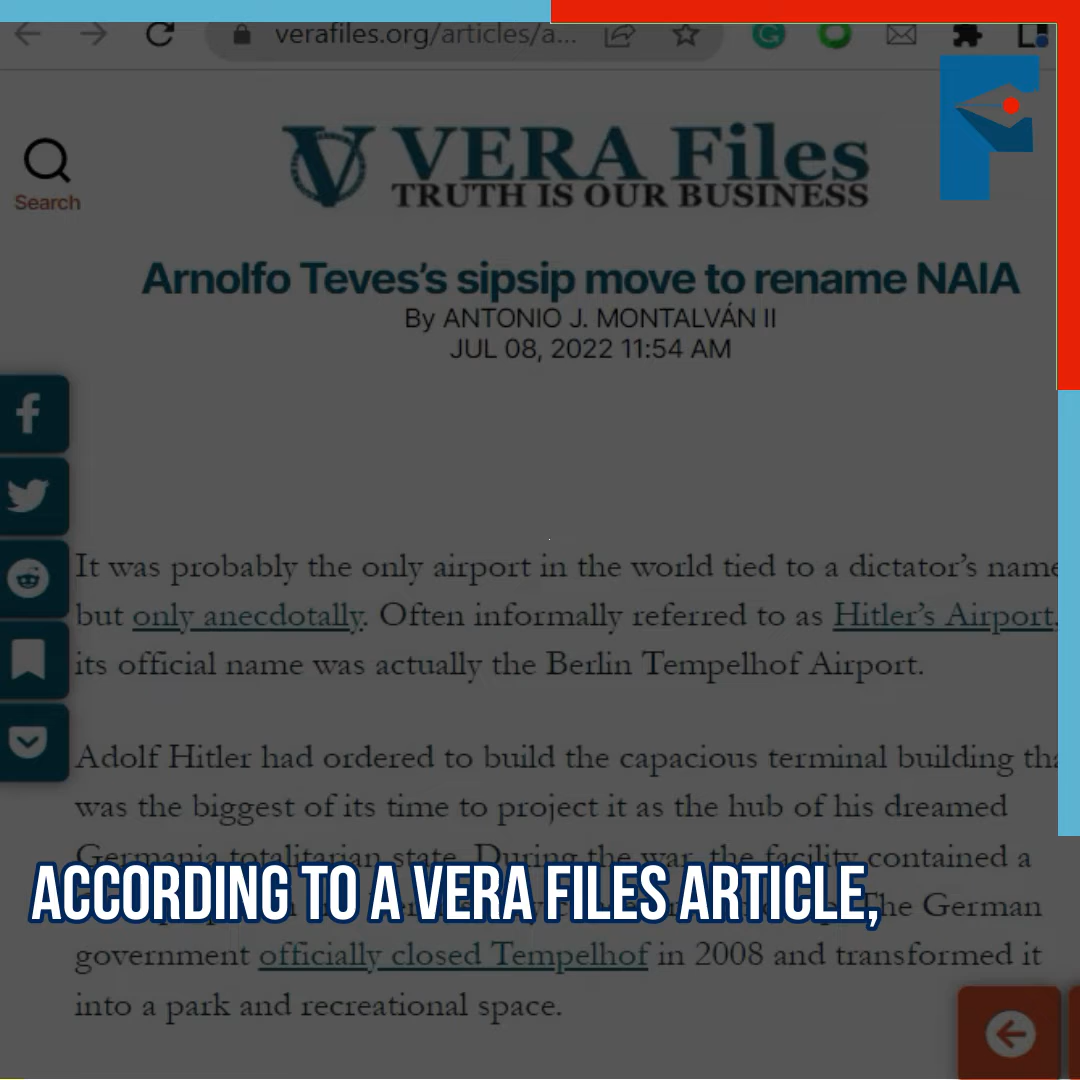 verafiles.org/articles/a...
Search
VERA Files
TRUTH IS OUR BUSINESS
Arnolfo Teves’s sipsip move to rename NAIA
By ANTONIO J. MONTALVÁN II
JUL 08, 2022 11:54 AM
It was probably the only airport in the world tied to a dictator’s name
but only anecdotally. Often informally referred to as Hitler’s Airport,
its official name was actually the Berlin Tempelhof Airport.
Adolf Hitler had ordered to build the capacious terminal building
was the biggest of its time to project it as the hub of his dreamed
Germania totalitarian state. During the war, the facility contained a
ACCORDING TO A VERA FILES ARTICLE,
The German
government officially closed Tempelhof in 2008 and transformed it
into a park and recreational space.